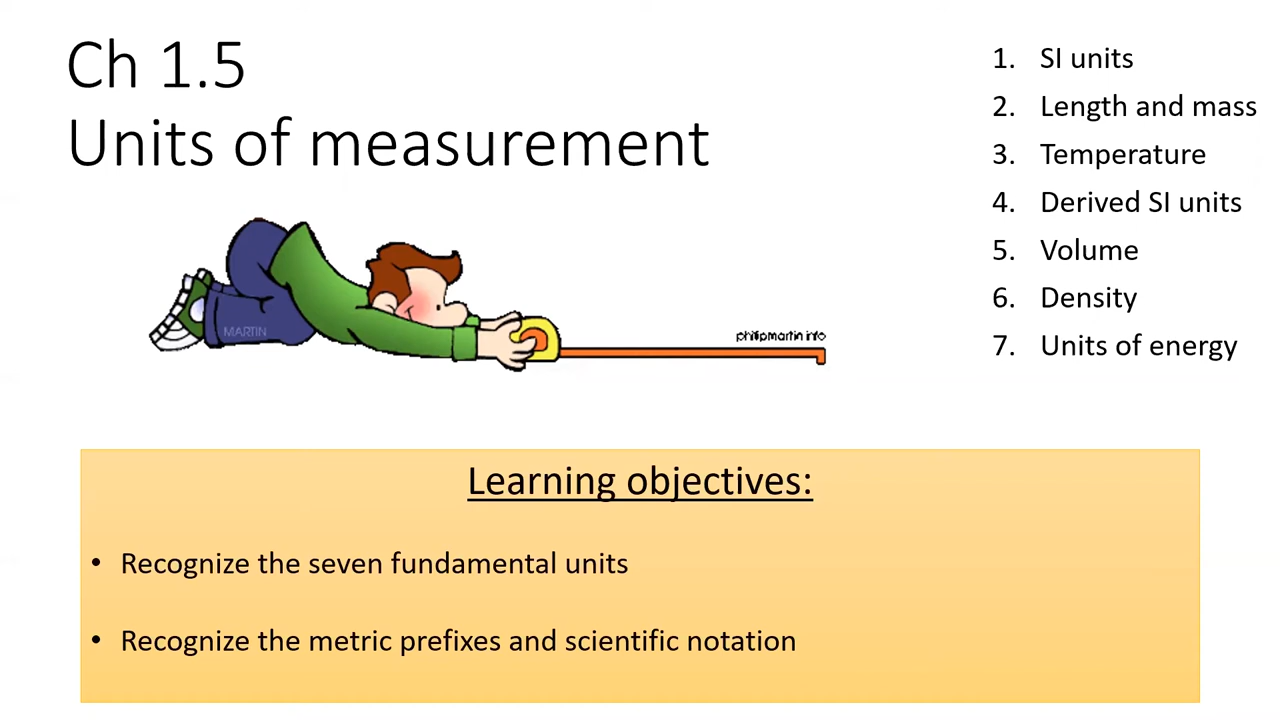 Ch 1.5
Units of measurement
1. SI units
2. Length and mass
3. Temperature
4. Derived SI units
5. Volume
6. Density
7. Units of energy
MARTIN
philipmartin info
Learning objectives:
• Recognize the seven fundamental units
• Recognize the metric prefixes and scientific notation